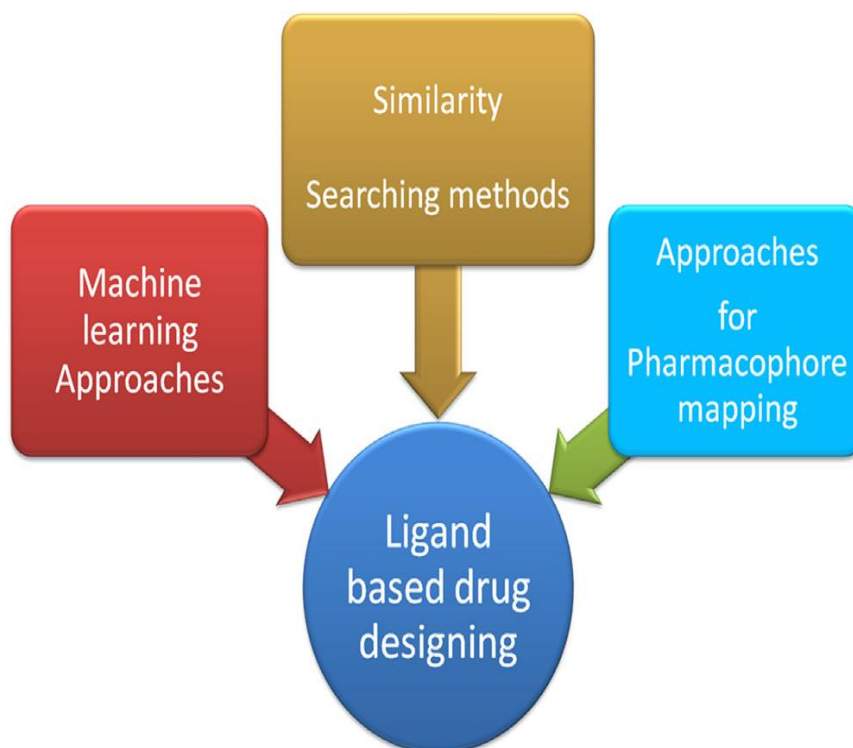 Similarity
Searching methods
Machine
learning
Approaches
Approaches
for
Pharmacophore
mapping
Ligand
based drug
designing